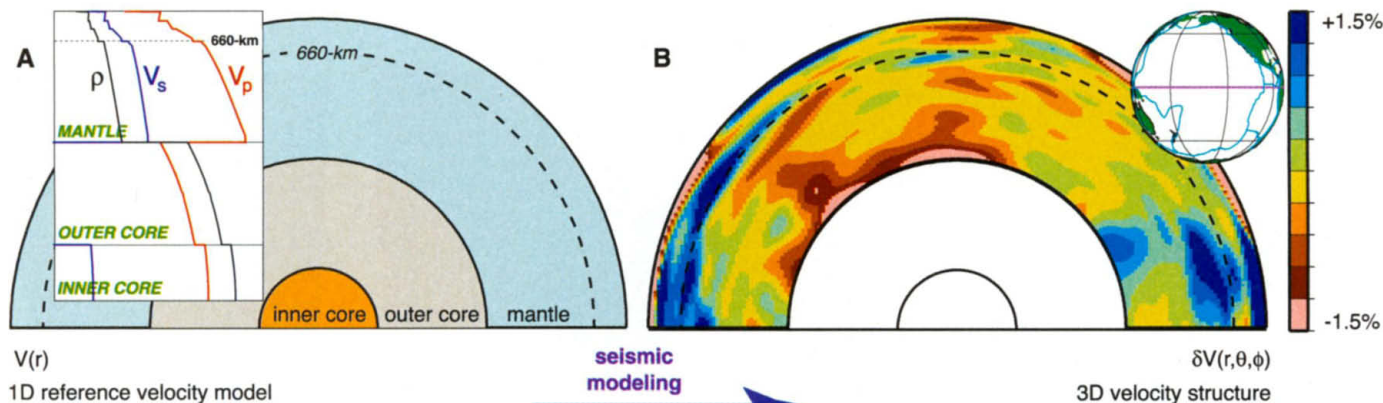 A
660-km
ρ
Vs
Vp
MANTLE
OUTER CORE
INNER CORE
660-km
inner core
outer core
mantle
V(r)
1D reference velocity model
seismic
modeling
B
+1.5%
-1.5%
δV(r,θ,ϕ)
3D velocity structure